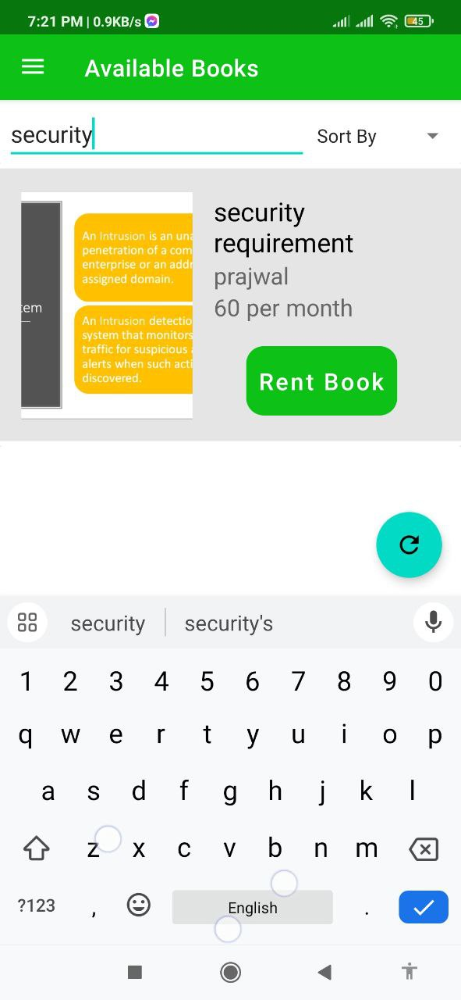 7:21 PM | 0.9KB/s
45
Available Books
security
Sort By
An Intrusion is an una
penetration of a com
enterprise or an addr
assigned domain.
tem
An Intrusion detectio
system that monitors
traffic for suspicious
alerts when such acti
discovered.
security
requirement
prajwal
60 per month
Rent Book
security
security's
1 2 3 4 5 6 7 8 9 0
q w e r t y u i o p
a s d f g h j k l
z x c v b n m
?123 , English .